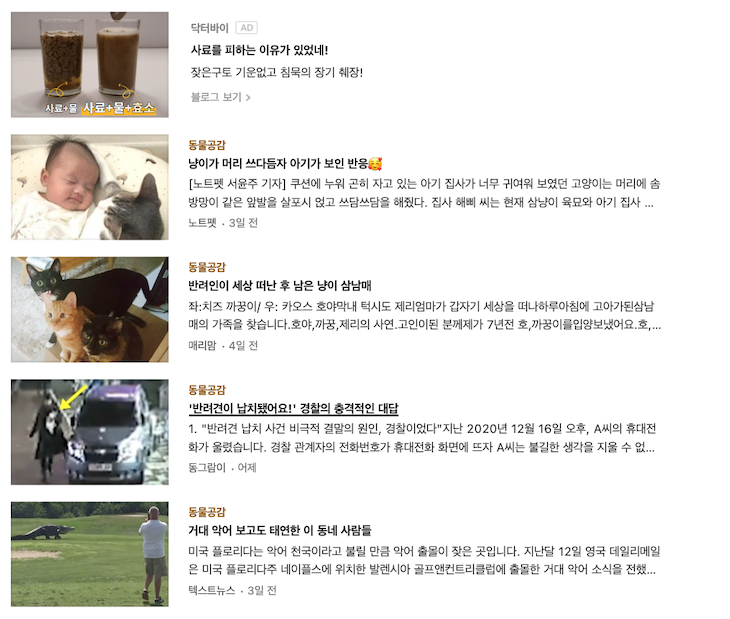 닥터바이 AD
사료를 피하는 이유가 있었네!
잦은구토 기운없고 침묵의 장기 췌장!
블로그 보기 >
사료+물 사료+물+효소
동물공감
냥이가 머리 쓰다듬자 아기가 보인 반응🥰
[노트펫 서윤주 기자] 쿠션에 누워 곤히 자고 있는 아기 집사가 너무 귀여워 보였던 고양이는 머리에 솜
방망이 같은 앞발을 살포시 얹고 쓰담쓰담을 해줬다. 집사 해삐 씨는 현재 삼냥이 육묘와 아기 집사 ...
노트펫 · 3일 전
동물공감
반려인이 세상 떠난 후 남은 냥이 삼남매
좌:치즈 까꿍이/ 우: 카오스 호야막내 턱시도 제리엄마가 갑자기 세상을 떠나하루아침에 고아가된삼남
매의 가족을 찾습니다.호야,까꿍,제리의 사연.고인이된 분께제가 7년전 호,까꿍이를입양보냈어요.호,...
매리맘 · 4일 전
동물공감
'반려견이 납치됐어요!' 경찰의 충격적인 대답
1. "반려견 납치 사건 비극적 결말의 원인, 경찰이었다"지난 2020년 12월 16일 오후, A씨의 휴대전
화가 울렸습니다. 경찰 관계자의 전화번호가 휴대전화 화면에 뜨자 A씨는 불길한 생각을 지울 수 없...
동그람이 · 어제
동물공감
거대 악어 보고도 태연한 이 동네 사람들
미국 플로리다는 악어 천국이라고 불릴 만큼 악어 출몰이 잦은 곳입니다. 지난달 12일 영국 데일리메일
은 미국 플로리다주 네이플스에 위치한 발렌시아 골프앤컨트리클럽에 출몰한 거대 악어 소식을 전했...
텍스트뉴스 · 3일 전